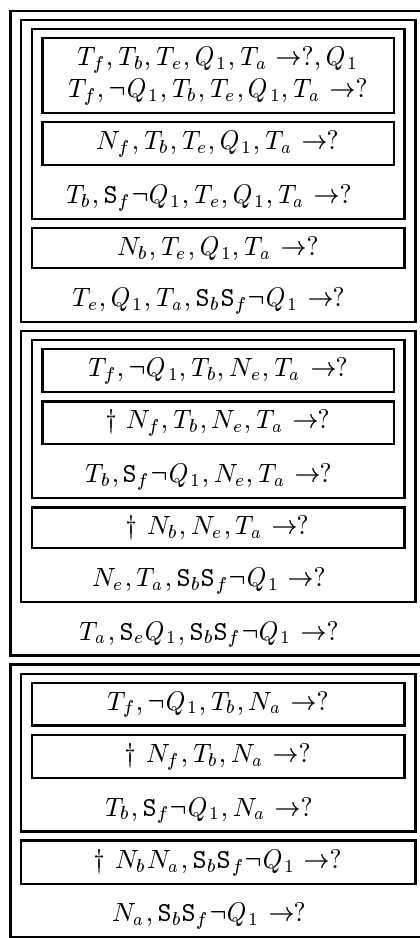 T_f, T_b, T_e, Q_1, T_a →?, Q_1
T_f, ¬Q_1, T_b, T_e, Q_1, T_a →?
N_f, T_b, T_e, Q_1, T_a →?
T_b, S_f¬Q_1, T_e, Q_1, T_a →?
N_b, T_e, Q_1, T_a →?
T_e, Q_1, T_a, S_bS_f¬Q_1 →?
T_f, ¬Q_1, T_b, N_e, T_a →?
† N_f, T_b, N_e, T_a →?
T_b, S_f¬Q_1, N_e, T_a →?
† N_b, N_e, T_a →?
N_e, T_a, S_bS_f¬Q_1 →?
T_a, S_eQ_1, S_bS_f¬Q_1 →?
T_f, ¬Q_1, T_b, N_a →?
† N_f, T_b, N_a →?
T_b, S_f¬Q_1, N_a →?
† N_bN_a, S_bS_f¬Q_1 →?
N_a, S_bS_f¬Q_1 →?